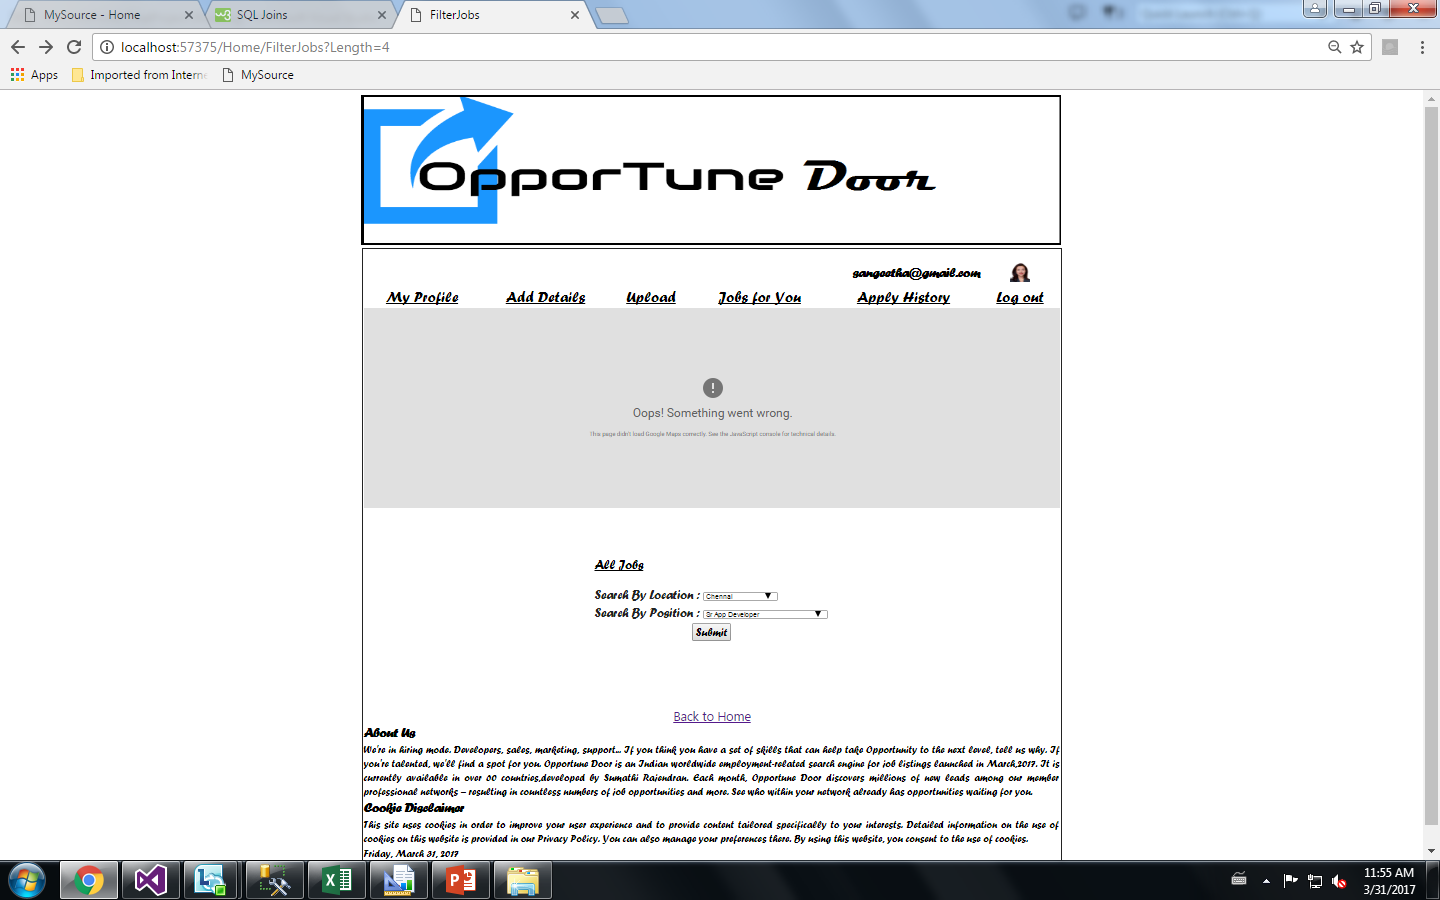 MySource - Home
SQL Joins
FilterJobs
localhost:57375/Home/FilterJobs?Length=4
Apps
Imported from Intern
MySource
OpporTune Door
sangeetha@gmail.com
My Profile Add Details Upload Jobs for You Apply History Log out
Oops! Something went wrong.
This page didn't load Google Maps correctly. See the JavaScript console for technical details.
All Jobs
Search By Location : Chennai
Search By Position : Sr App Developer
Submit
Back to Home
About Us
We're in hiring mode. Developers, sales, marketing, support... If you think you have a set of skills that can help take Opportunity to the next level, tell us why. If
you're talented, we'll find a spot for you. Opportune Door is an Indian worldwide employment-related search engine for job listings launched in March,2017. It is
currently available in over 00 countries,developed by Sumathi Rajendran. Each month, Opportune Door discovers millions of new leads among our member
professional networks – resulting in countless numbers of job opportunities and more. See who within your network already has opportunities waiting for you.
Cookie Disclaimer
This site uses cookies in order to improve your user experience and to provide content tailored specifically to your interests. Detailed information on the use of
cookies on this website is provided in our Privacy Policy. You can also manage your preferences there. By using this website, you consent to the use of cookies.
Friday, March 31, 2017
11:55 AM
3/31/2017